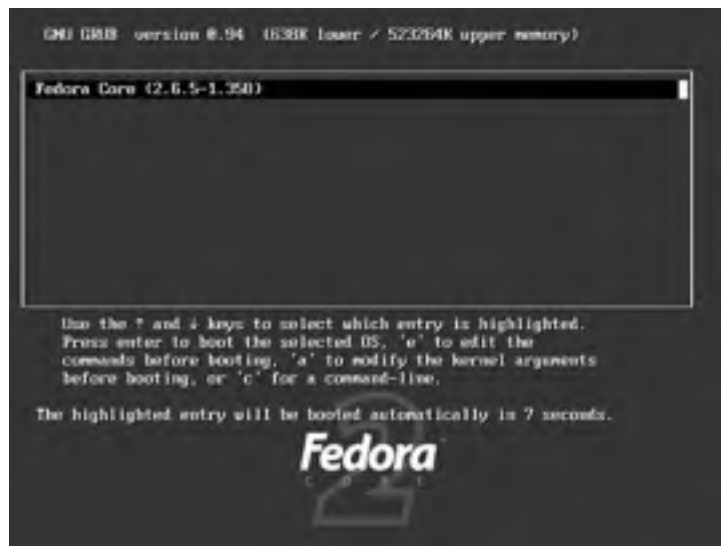 GNU GRUB version 0.94 (638K lower / 523264K upper memory)
Fedora Core (2.6.5-1.358)
Use the ↑ and ↓ keys to select which entry is highlighted.
Press enter to boot the selected OS, 'e' to edit the
commands before booting, 'a' to modify the kernel arguments
before booting, or 'c' for a command-line.
The highlighted entry will be booted automatically in 7 seconds.
Fedora
CORE
2